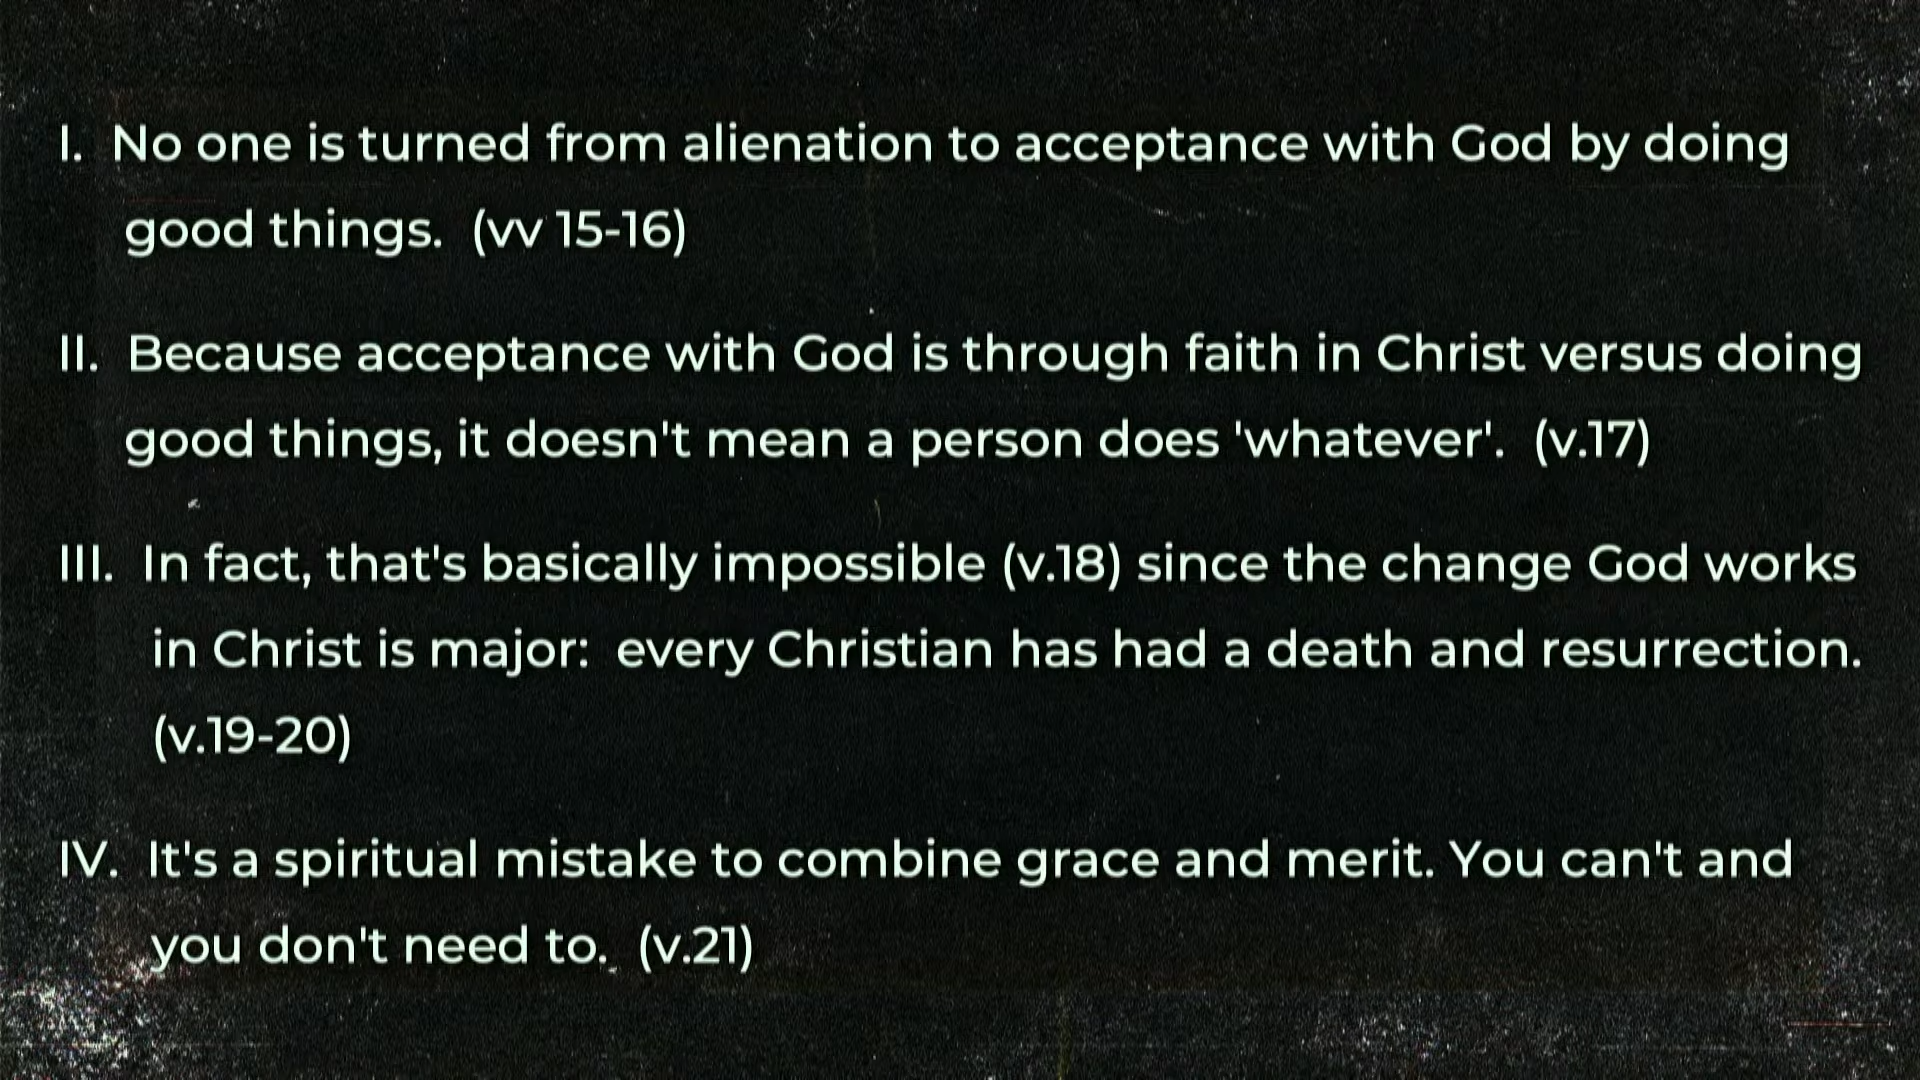 I. No one is turned from alienation to acceptance with God by doing
good things. (vv 15-16)
II. Because acceptance with God is through faith in Christ versus doing
good things, it doesn't mean a person does 'whatever'. (v.17)
III. In fact, that's basically impossible (v.18) since the change God works
in Christ is major: every Christian has had a death and resurrection.
(v.19-20)
IV. It's a spiritual mistake to combine grace and merit. You can't and
you don't need to. (v.21)